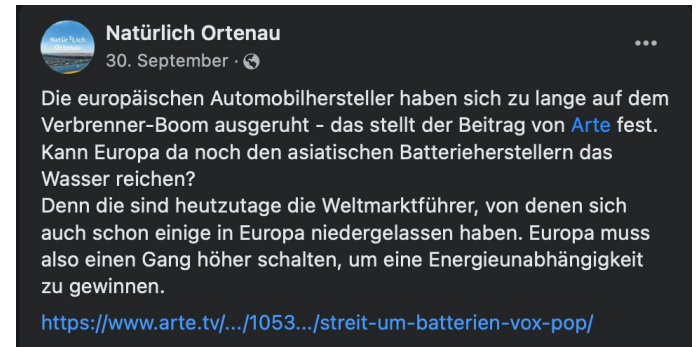 Natür²Lich
Ortenau
Natürlich Ortenau
30. September ·
Die europäischen Automobilhersteller haben sich zu lange auf dem
Verbrenner-Boom ausgeruht - das stellt der Beitrag von Arte fest.
Kann Europa da noch den asiatischen Batterieherstellern das
Wasser reichen?
Denn die sind heutzutage die Weltmarktführer, von denen sich
auch schon einige in Europa niedergelassen haben. Europa muss
also einen Gang höher schalten, um eine Energieunabhängigkeit
zu gewinnen.
https://www.arte.tv/.../1053.../streit-um-batterien-vox-pop/